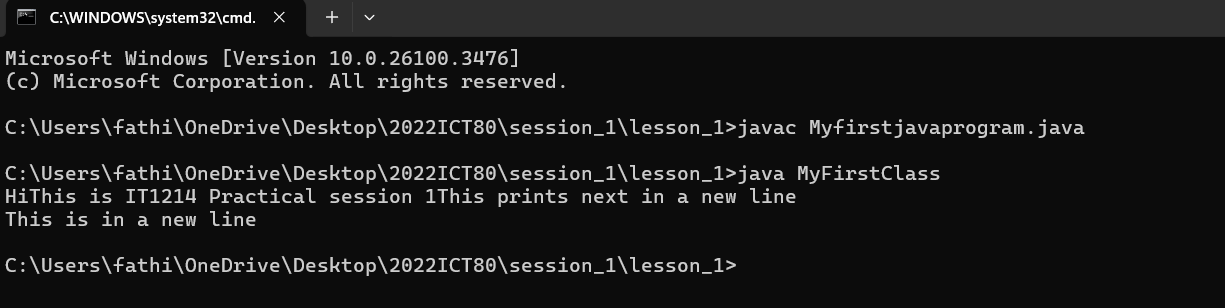 C:\WINDOWS\system32\cmd.
Microsoft Windows [Version 10.0.26100.3476]
(c) Microsoft Corporation. All rights reserved.
C:\Users\fathi\OneDrive\Desktop\2022ICT80\session_1\lesson_1>javac Myfirstjavaprogram.java
C:\Users\fathi\OneDrive\Desktop\2022ICT80\session_1\lesson_1>java MyFirstClass
HiThis is IT1214 Practical session 1This prints next in a new line
This is in a new line
C:\Users\fathi\OneDrive\Desktop\2022ICT80\session_1\lesson_1>